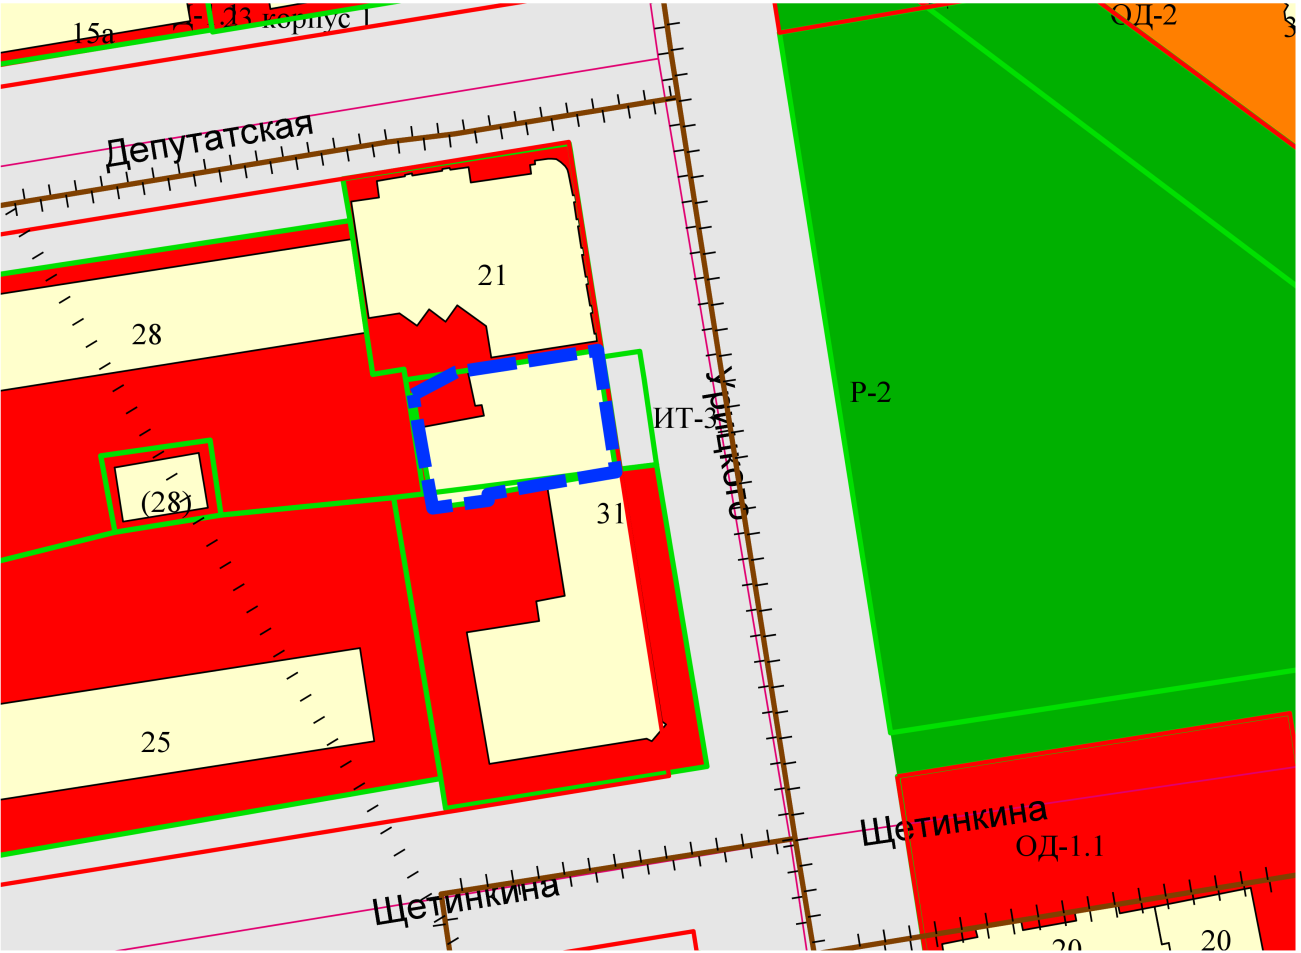 15а
23 корпус 1
ОД-2
Депутатская
21
28
Р-2
ИТ-3
Урицкого
(28)
31
25
Щетинкина
ОД-1.1
Щетинкина
20
20